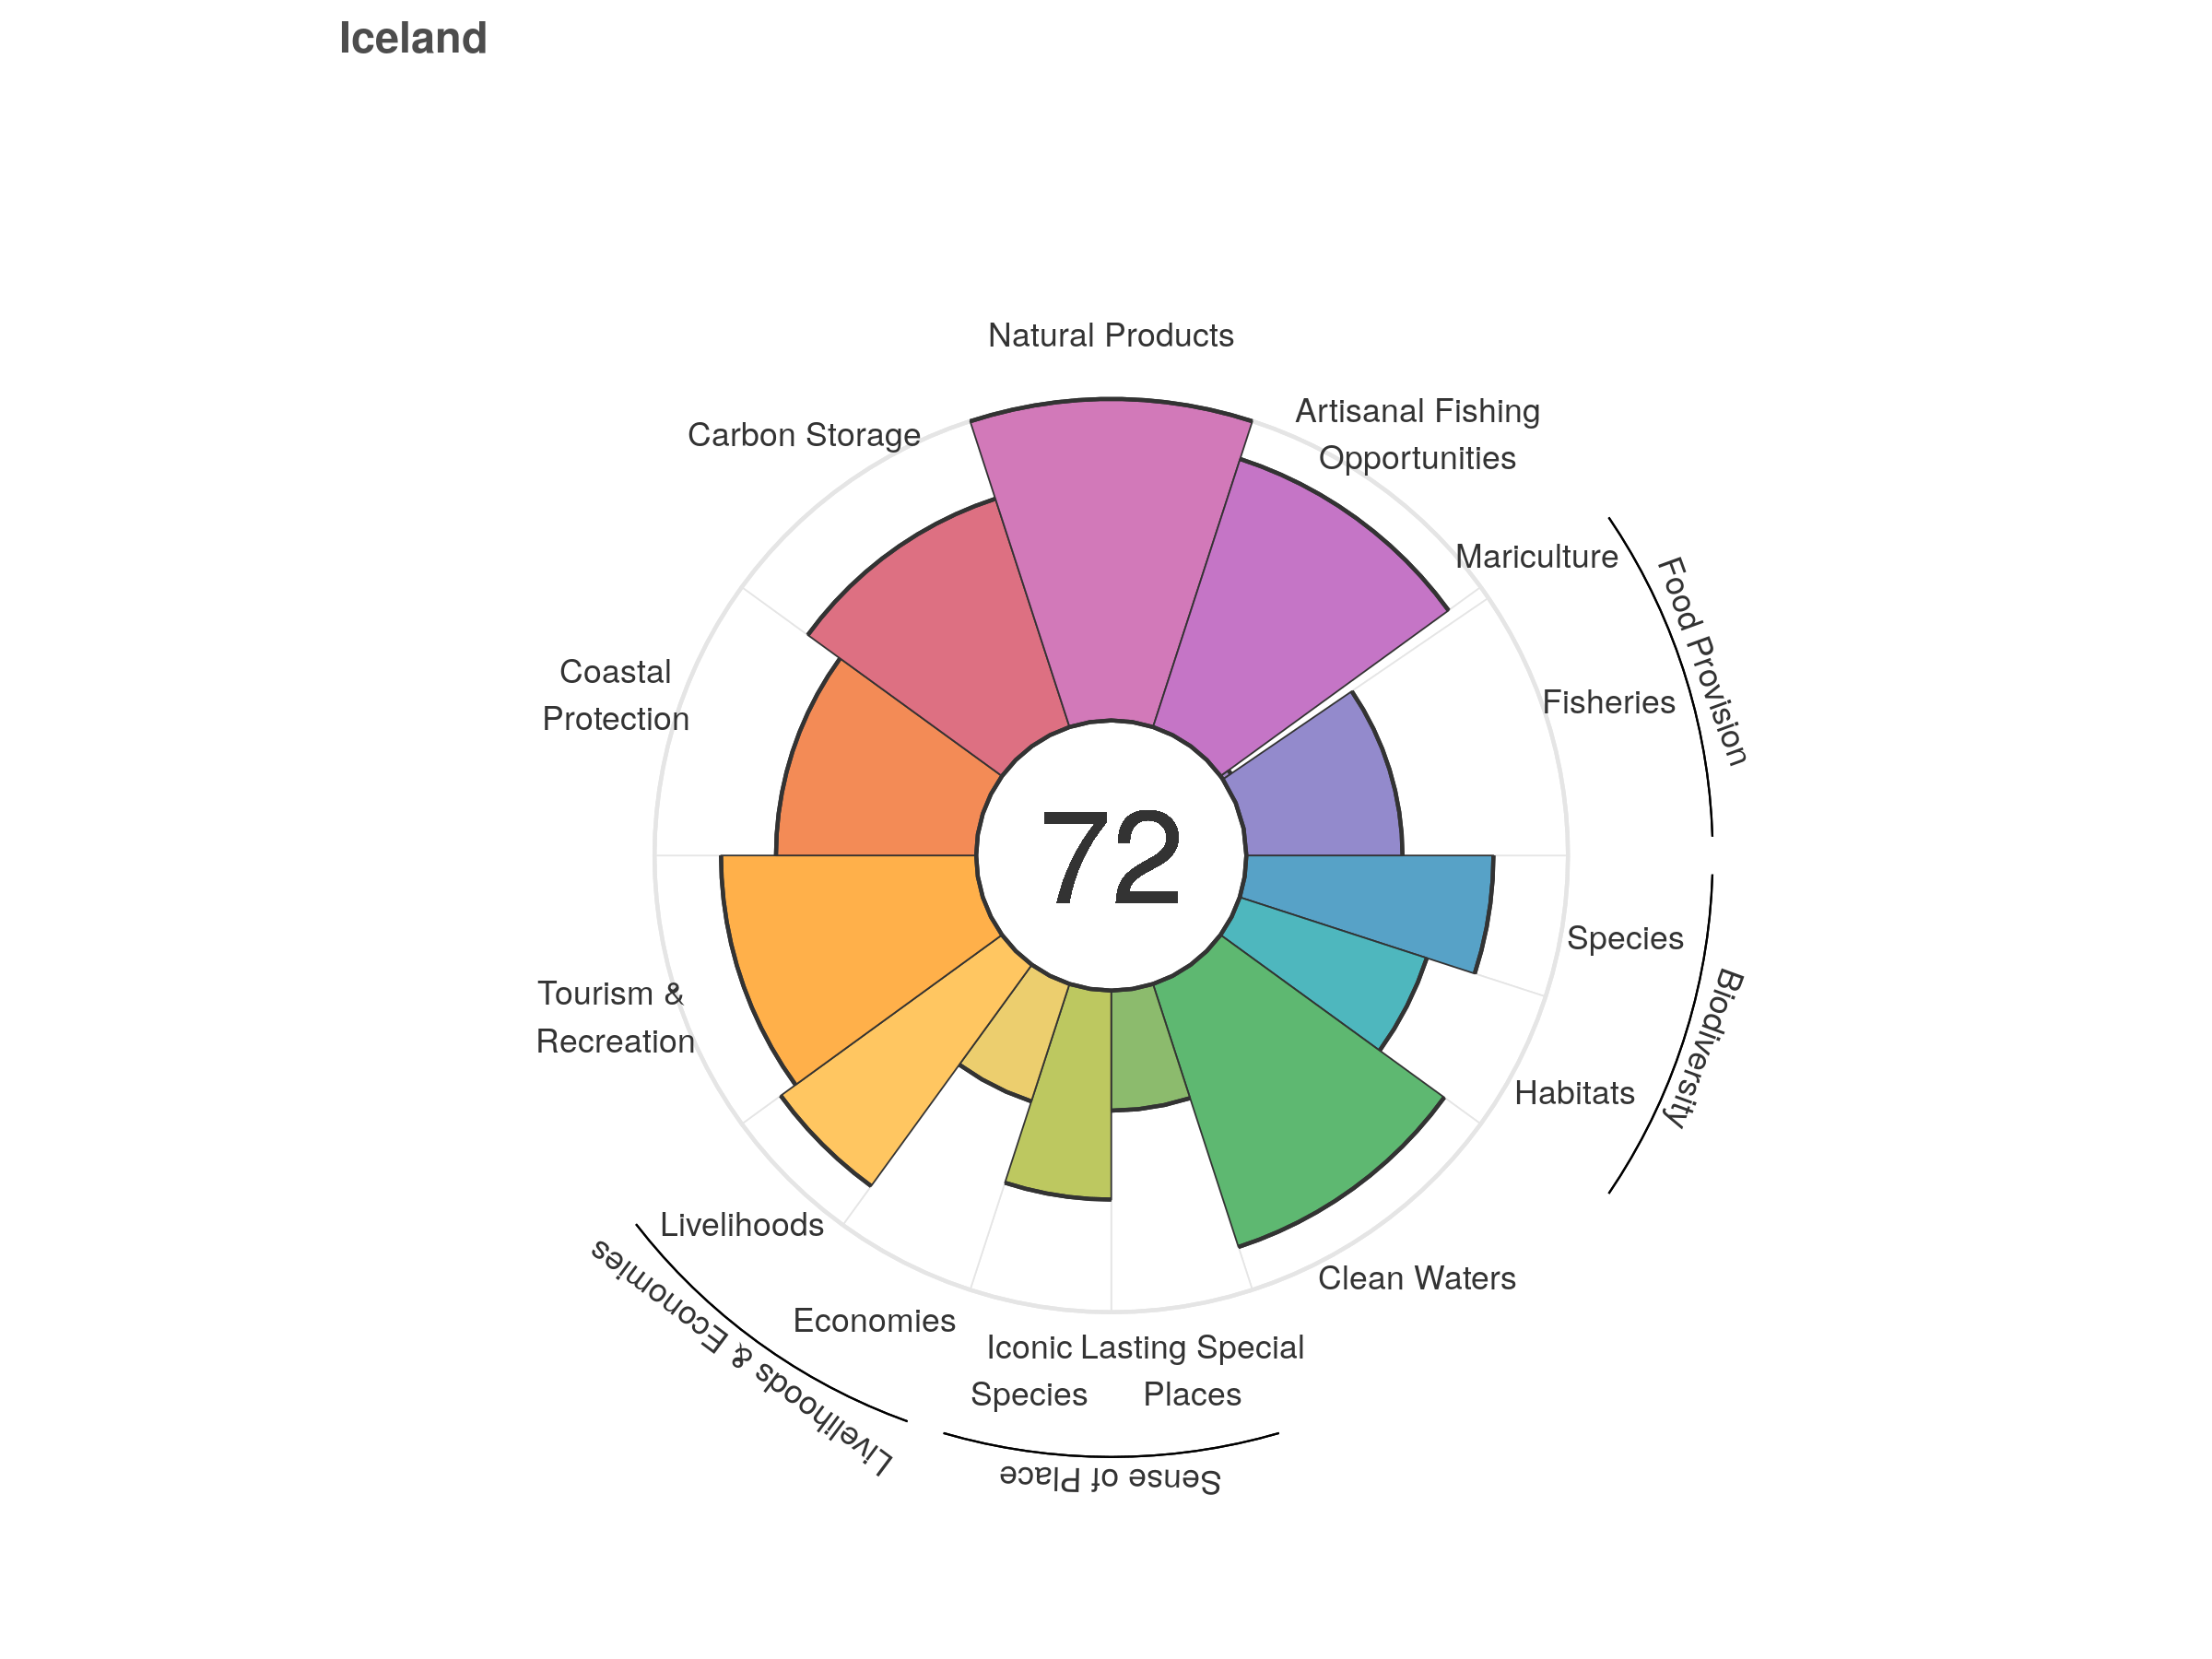 Iceland
Natural Products
Artisanal Fishing
Opportunities
Carbon Storage
Mariculture
Food Provision
Fisheries
Coastal
Protection
72
Species
Biodiversity
Tourism &
Recreation
Habitats
Livelihoods
Clean Waters
Livelihoods & Economies
Economies
Iconic
Species
Lasting Special
Places
Sense of Place